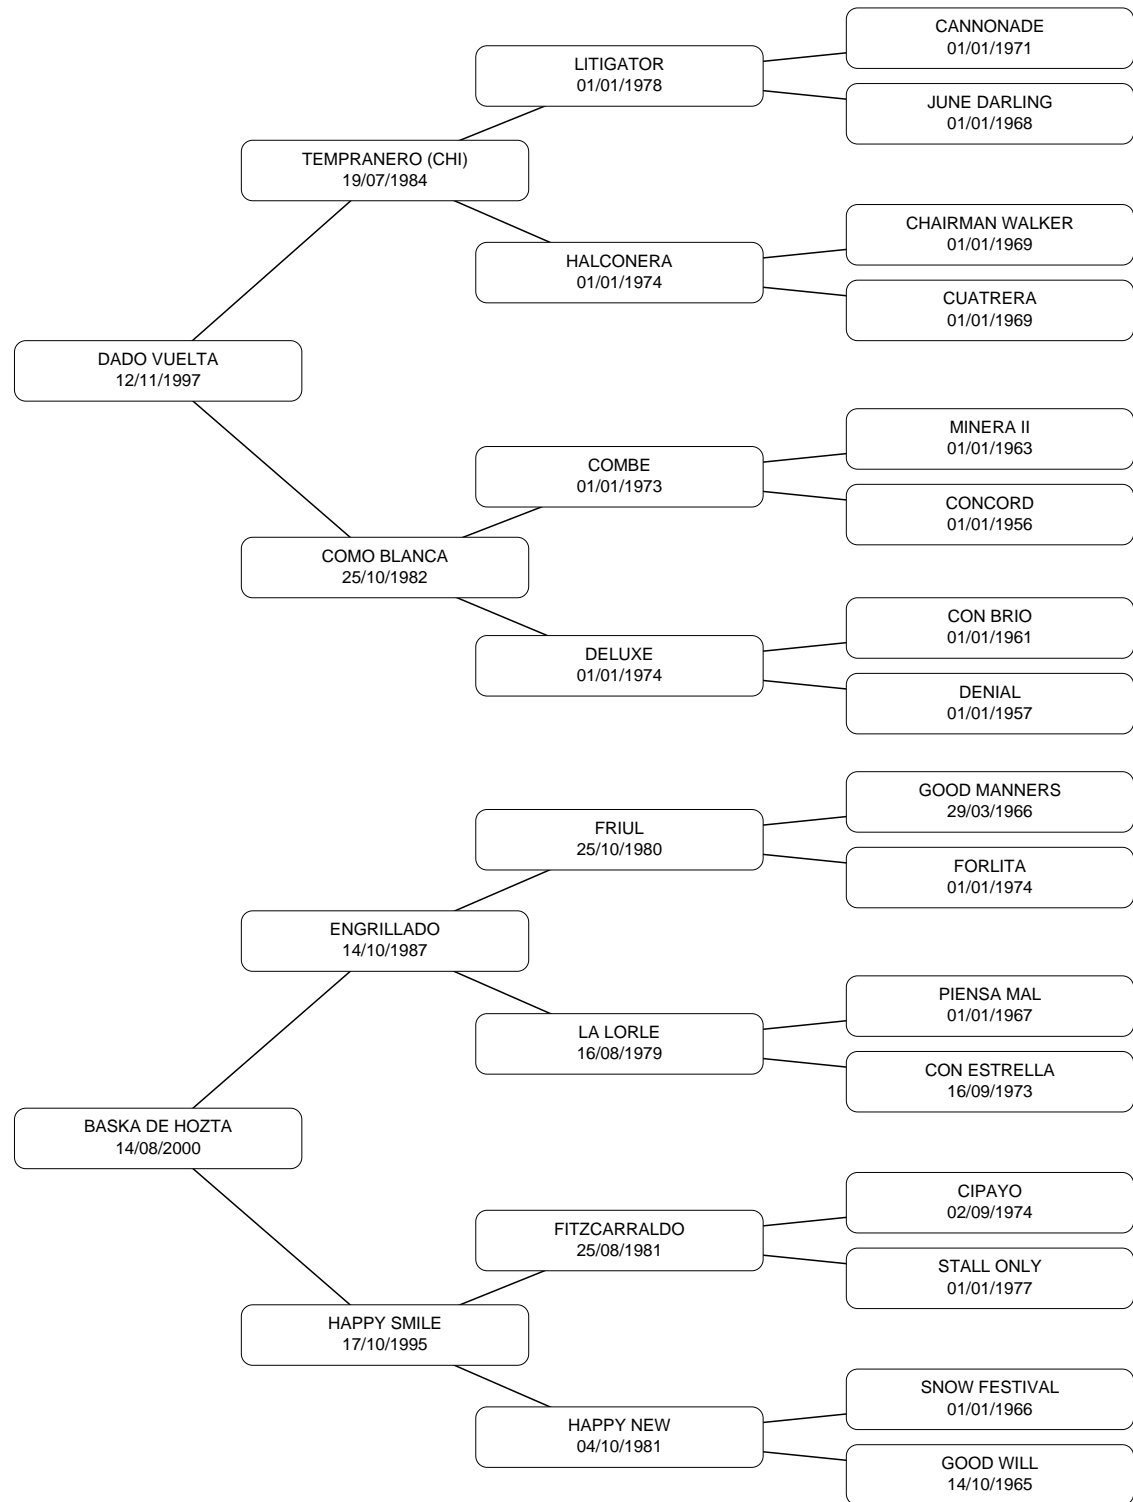 CANNONADE
01/01/1971
LITIGATOR
01/01/1978
JUNE DARLING
01/01/1968
TEMPRANERO (CHI)
19/07/1984
CHAIRMAN WALKER
01/01/1969
HALCONERA
01/01/1974
CUATRERA
01/01/1969
DADO VUELTA
12/11/1997
MINERA II
01/01/1963
COMBE
01/01/1973
CONCORD
01/01/1956
COMO BLANCA
25/10/1982
CON BRIO
01/01/1961
DELUXE
01/01/1974
DENIAL
01/01/1957
GOOD MANNERS
29/03/1966
FRIUL
25/10/1980
FORLITA
01/01/1974
ENGRILLADO
14/10/1987
PIENSA MAL
01/01/1967
LA LORLE
16/08/1979
CON ESTRELLA
16/09/1973
BASKA DE HOZTA
14/08/2000
CIPAYO
02/09/1974
FITZCARRALDO
25/08/1981
STALL ONLY
01/01/1977
HAPPY SMILE
17/10/1995
SNOW FESTIVAL
01/01/1966
HAPPY NEW
04/10/1981
GOOD WILL
14/10/1965